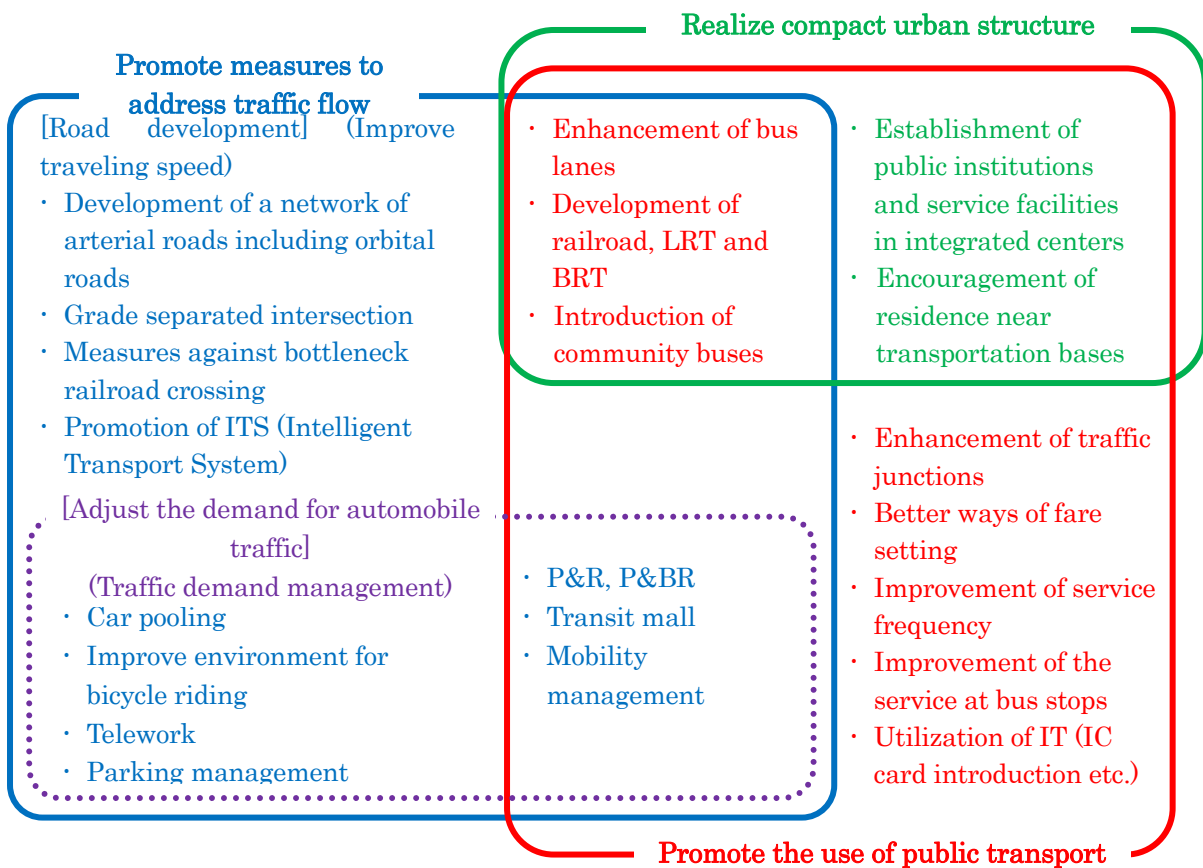 Realize compact urban structure
Promote measures to
address traffic flow
[Road development] (Improve
traveling speed)
・ Development of a network of
arterial roads including orbital
roads
・ Grade separated intersection
・ Measures against bottleneck
railroad crossing
・ Promotion of ITS (Intelligent
Transport System)
[Adjust the demand for automobile
traffic]
(Traffic demand management)
・ Car pooling
・ Improve environment for
bicycle riding
・ Telework
・ Parking management
・ Enhancement of bus
lanes
・ Development of
railroad, LRT and
BRT
・ Introduction of
community buses
・ P&R, P&BR
・ Transit mall
・ Mobility
management
・ Establishment of
public institutions
and service facilities
in integrated centers
・ Encouragement of
residence near
transportation bases
・ Enhancement of traffic
junctions
・ Better ways of fare
setting
・ Improvement of service
frequency
・ Improvement of the
service at bus stops
・ Utilization of IT (IC
card introduction etc.)
Promote the use of public transport